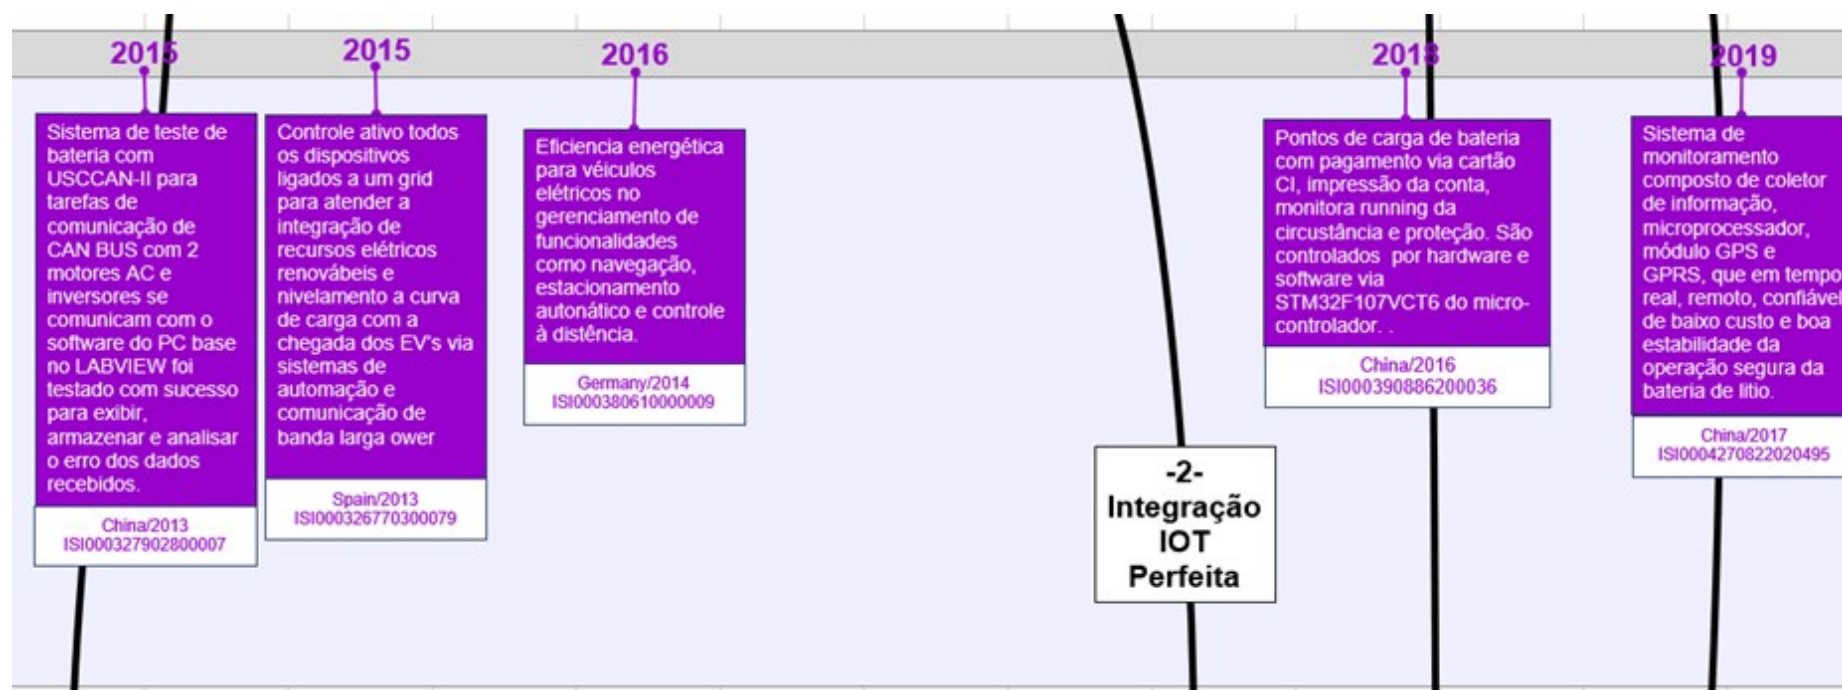 2015
2015
2016
2018
2019
Sistema de teste de
bateria com
USCCAN-II para
tarefas de
comunicação de
CAN BUS com 2
motores AC e
inversores se
comunicam com o
software do PC base
no LABVIEW foi
testado com sucesso
para exibir,
armazenar e analisar
o erro dos dados
recebidos.
China/2013
ISI000327902800007
Controle ativo todos
os dispositivos
ligados a um grid
para atender a
integração de
recursos elétricos
renovábeis e
nivelamento a curva
de carga com a
chegada dos EV's via
sistemas de
automação e
comunicação de
banda larga ower
Spain/2013
ISI000326770300079
Eficiencia energética
para véiculos
elétricos no
gerenciamento de
funcionalidades
como navegação,
estacionamento
autonático e controle
à distência.
Germany/2014
ISI000380610000009
-2-
Integração
IOT
Perfeita
Pontos de carga de bateria
com pagamento via cartão
CI, impressão da conta,
monitora running da
circustância e proteção. São
controlados por hardware e
software via
STM32F107VCT6 do micro-
controlador. .
China/2016
ISI000390886200036
Sistema de
monitoramento
composto de coletor
de informação,
microprocessador,
módulo GPS e
GPRS, que em tempo
real, remoto, confiável
de baixo custo e boa
estabilidade da
operação segura da
bateria de lítio.
China/2017
ISI0004270822020495